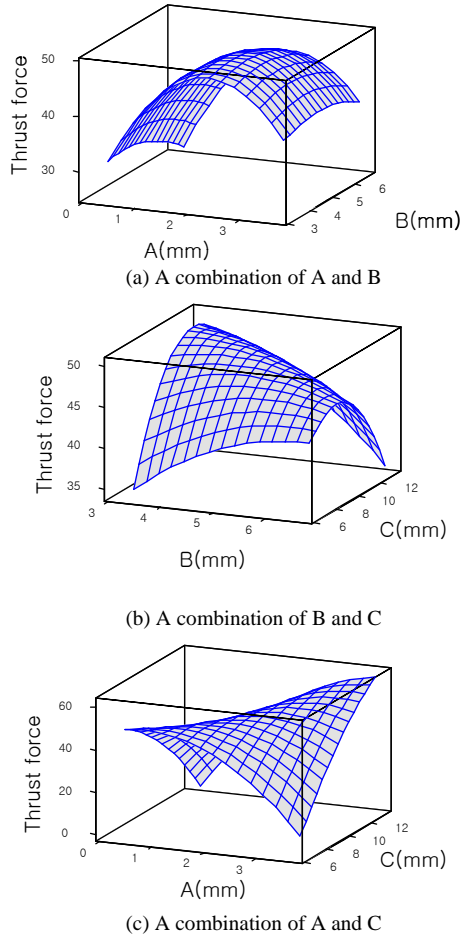 50
40
30
Thrust force
0
1
2
3
A(mm)
3
4
5
6
B(mm)
(a) A combination of A and B
50
45
40
35
Thrust force
3
4
5
6
B(mm)
6
8
10
12
C(mm)
(b) A combination of B and C
60
40
20
0
Thrust force
0
1
2
3
A(mm)
6
8
10
12
C(mm)
(c) A combination of A and C